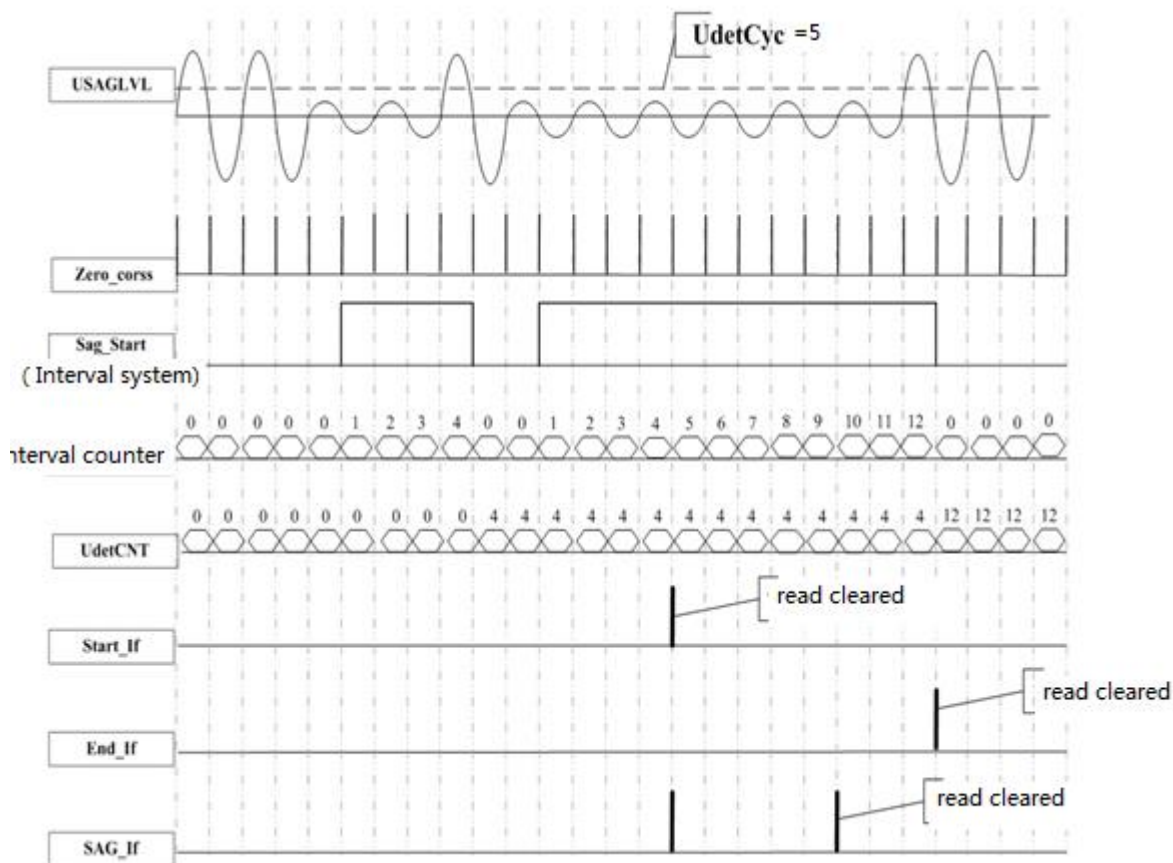 UdetCyc =5
USAGLVL
Zero_corss
Sag_Start
( Interval system)
0 0 0 0 0 1 2 3 4 0 0 1 2 3 4 5 6 7 8 9 10 11 12 0 0 0 0
nterval counter
0 0 0 0 0 0 0 0 0 4 4 4 4 4 4 4 4 4 4 4 4 4 4 12 12 12 12
UdetCNT
read cleared
Start_If
read cleared
End_If
read cleared
SAG_If